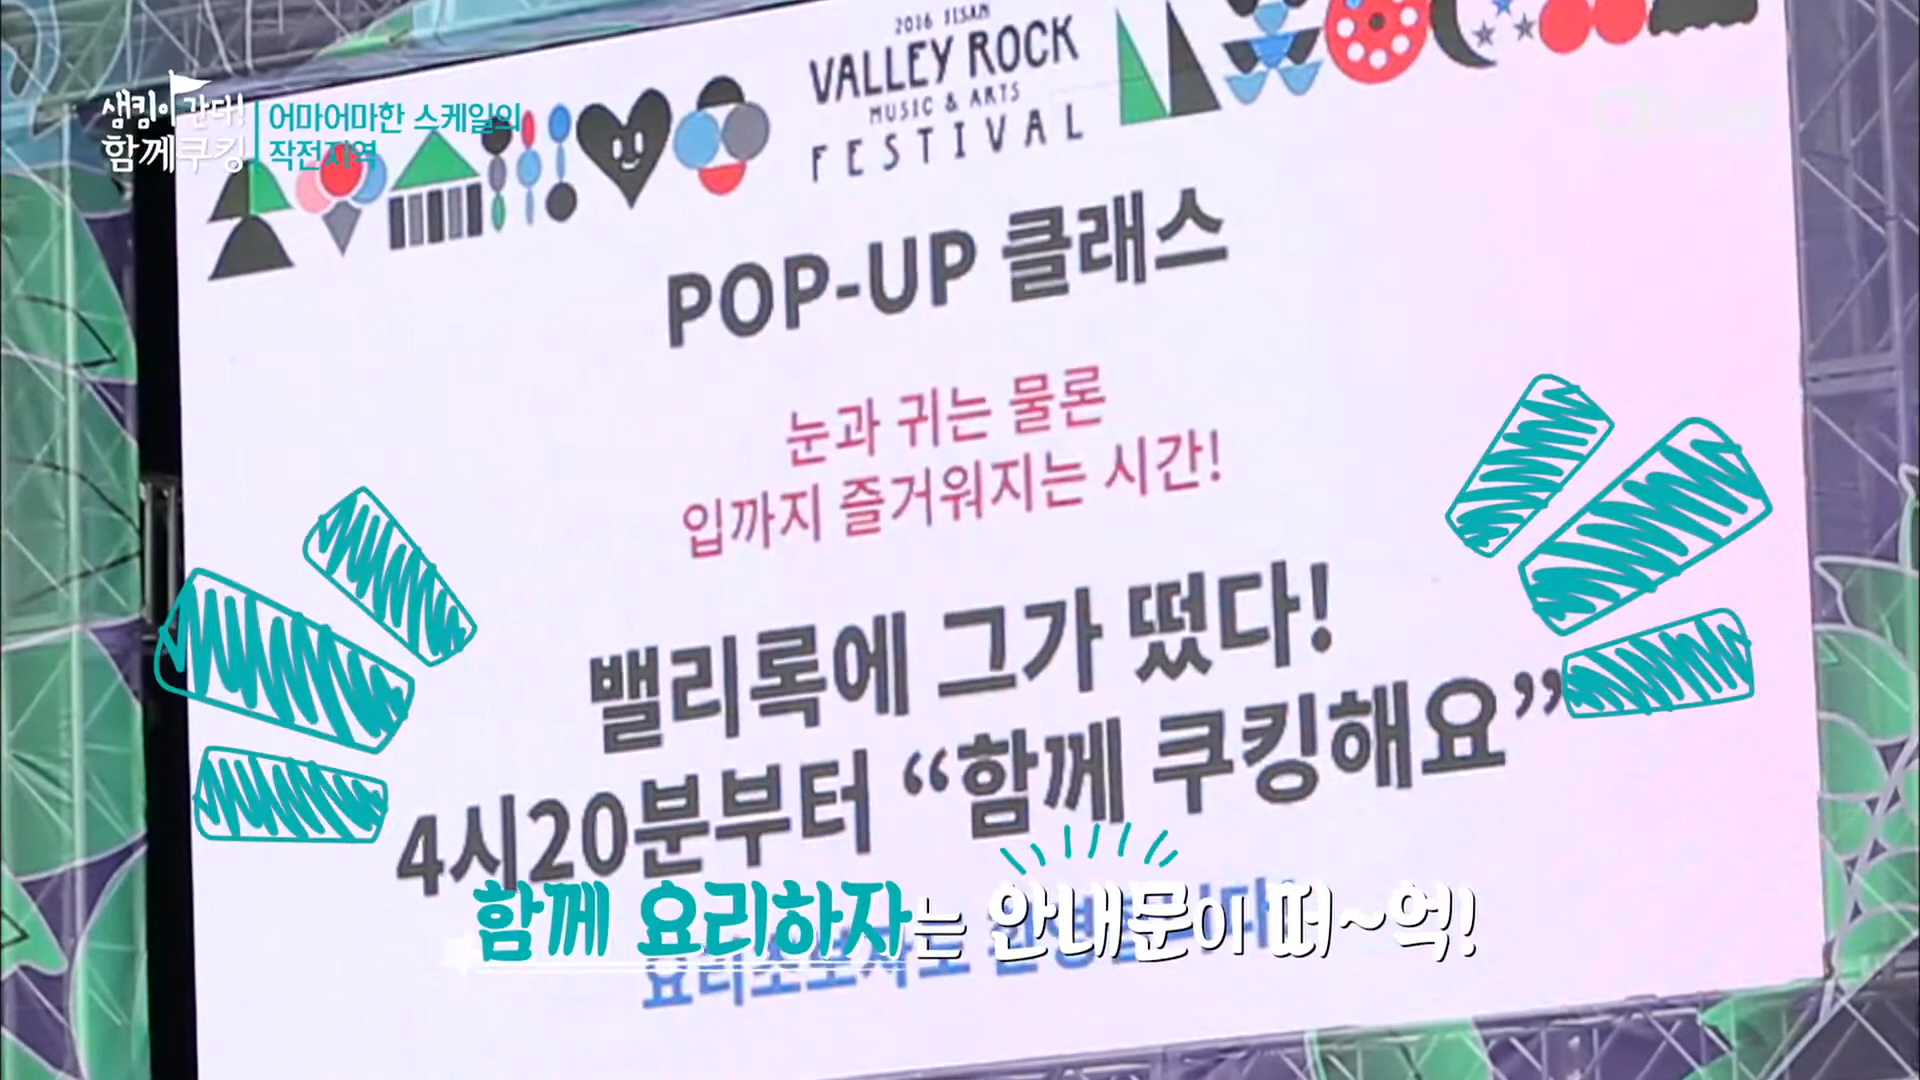 샘킴이 간다!
함께쿠킹
어마어마한 스케일의
작전지역
2016 JISAN
VALLEY ROCK
MUSIC & ARTS
FESTIVAL
POP-UP 클래스
눈과 귀는 물론
입까지 즐거워지는 시간!
밸리록에 그가 떴다!
4시20분부터 “함께 쿠킹해요”
함께 요리하자는 안내문이 떠~억!